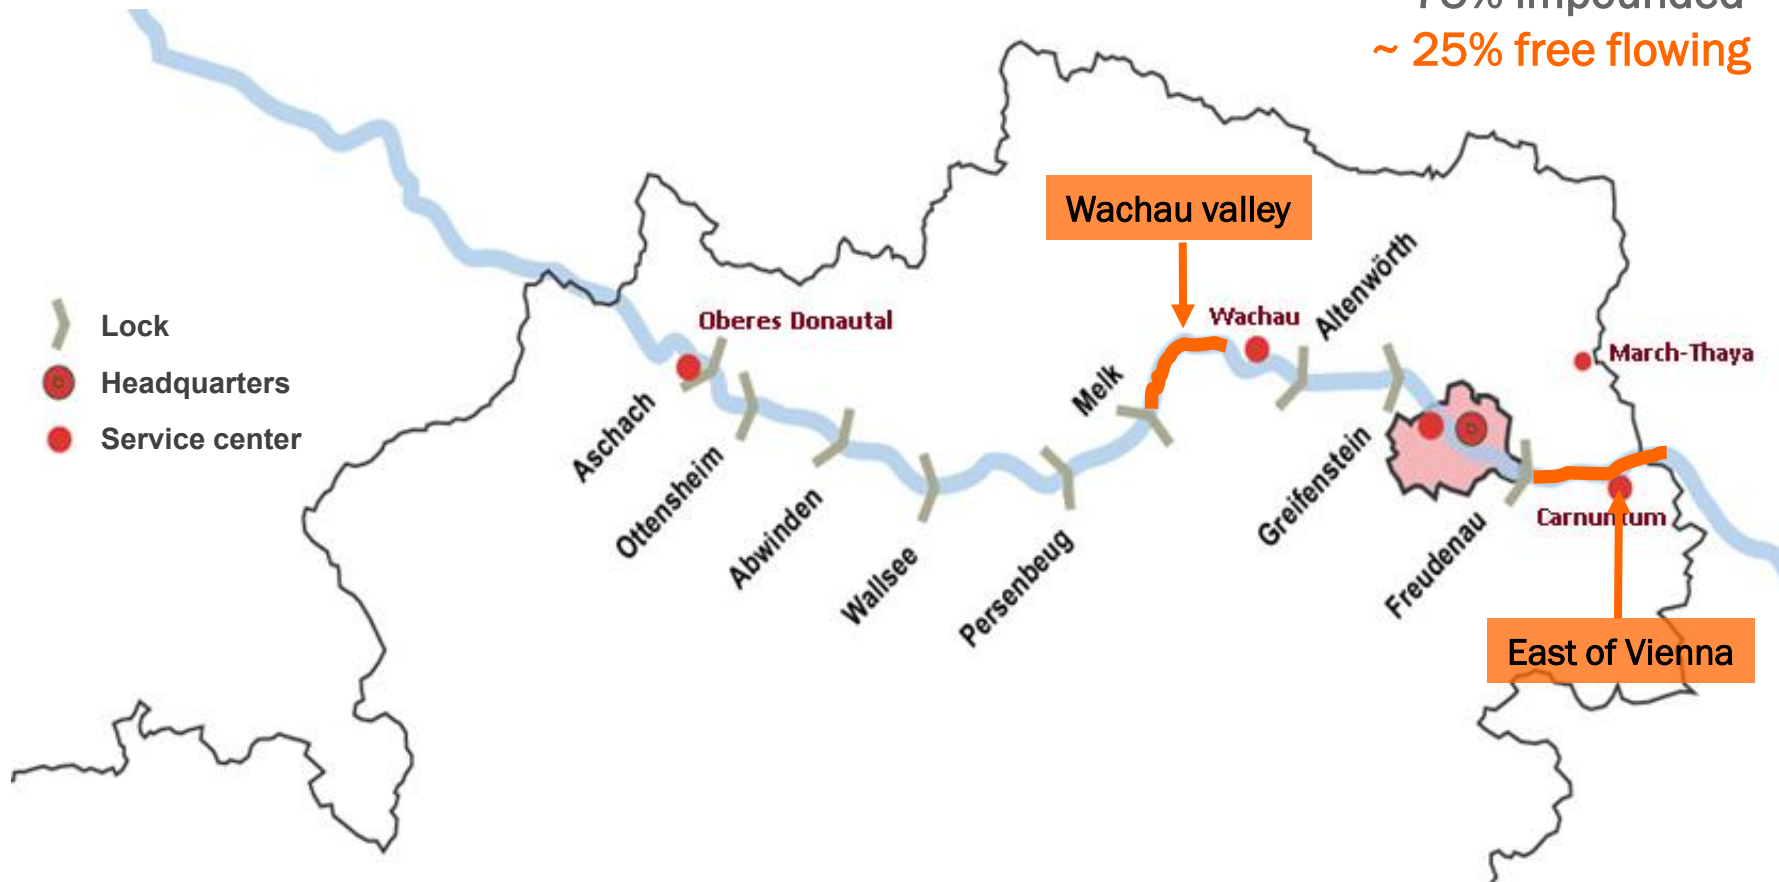 impounded
~ 25% free flowing
Wachau valley
Altenwörth
Wachau
Oberes Donautal
March-Thaya
Lock
Headquarters
Service center
Melk
Aschach
Ottensheim
Abwinden
Wallsee
Persenbeug
Greifenstein
Freudenau
Carnuntum
East of Vienna